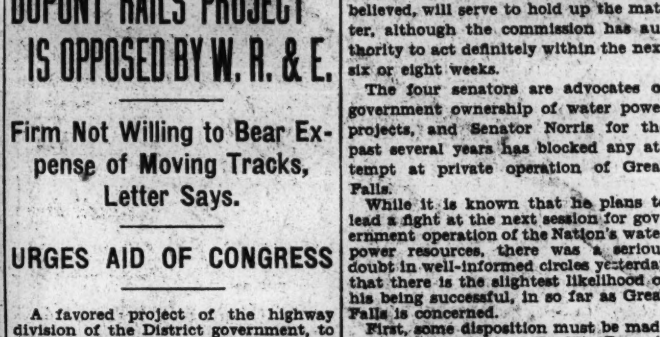 DUPONT RAILS PROJECT
IS OPPOSED BY W. R. & E.
Firm Not Willing to Bear Ex-
pense of Moving Tracks,
Letter Says.
URGES AID OF CONGRESS
A favored project of the highway
division of the District government, to
believed, will serve to hold up the mat
ter, although the commission has au
thority to act definitely within the nex
six or eight weeks.
The four senators are advocates o
government ownership of water powe
projects, and Senator Norris for th
past several years has blocked any at
tempt at private operation of Grea
Falls.
While it is known that he plans t
lead a fight at the next session for gov
ernment operation of the Nation's wate
power resources, there was a seriou
doubt in well-informed circles yesterda
that there is the slightest likelihood o
his being successful, in so far as Grea
Falls is concerned.
First, some disposition must be mad